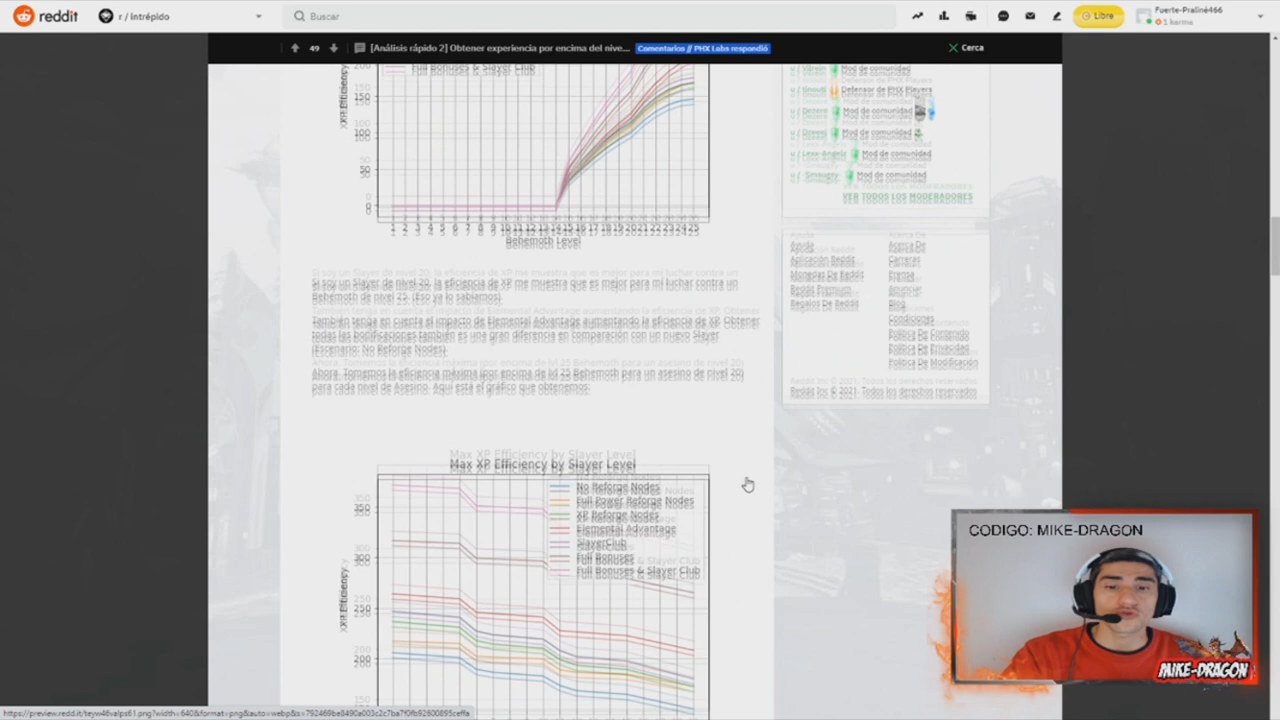 reddit
r / Intrépido
Buscar
Libre
Fuerte-Praliné466
1 karma
49
[Análisis rápido 2] Obtener experiencia por encima del nive...
Comentarios // PHX Labs respondió
Cerca
Full Bonuses & Slayer Club
XP Efficiency
200
150
100
50
0
1 2 3 4 5 6 7 8 9 10 11 12 13 14 15 16 17 18 19 20 21 22 23 24 25
Behemoth Level
Si soy un Slayer de nivel 20, la eficiencia de XP me muestra que es mejor para mí luchar contra un
Behemoth de nivel 25. (Eso ya lo sabíamos).
También tenga en cuenta el impacto de Elemental Advantage aumentando la eficiencia de XP. Obtener
todas las bonificaciones también es una gran diferencia en comparación con un nuevo Slayer
(Escenario: No Reforge Nodes).
Ahora. Tomemos la eficiencia máxima (por encima de lvl 25 Behemoth para un asesino de nivel 20)
para cada nivel de Asesino. Aquí está el gráfico que obtenemos:
Max XP Efficiency by Slayer Level
XP Efficiency
350
300
250
200
150
No Reforge Nodes
Full Power Reforge Nodes
XP Reforge Nodes
Elemental Advantage
SlayerClub
Full Bonuses
Full Bonuses & Slayer Club
Mod de comunidad
Defensor de PHX Players
Mod de comunidad
Mod de comunidad
Mod de comunidad
Mod de comunidad
VER TODOS LOS MODERADORES
Ayuda
Aplicación Reddit
Monedas De Reddit
Reddit Premium
Regalos De Reddit
Acerca De
Carreras
Prensa
Anunciar
Blog
Condiciones
Política De Contenido
Política De Privacidad
Política De Modificación
Reddit Inc © 2021. Todos los derechos reservados
CODIGO: MIKE-DRAGON
MIKE-DRAGON